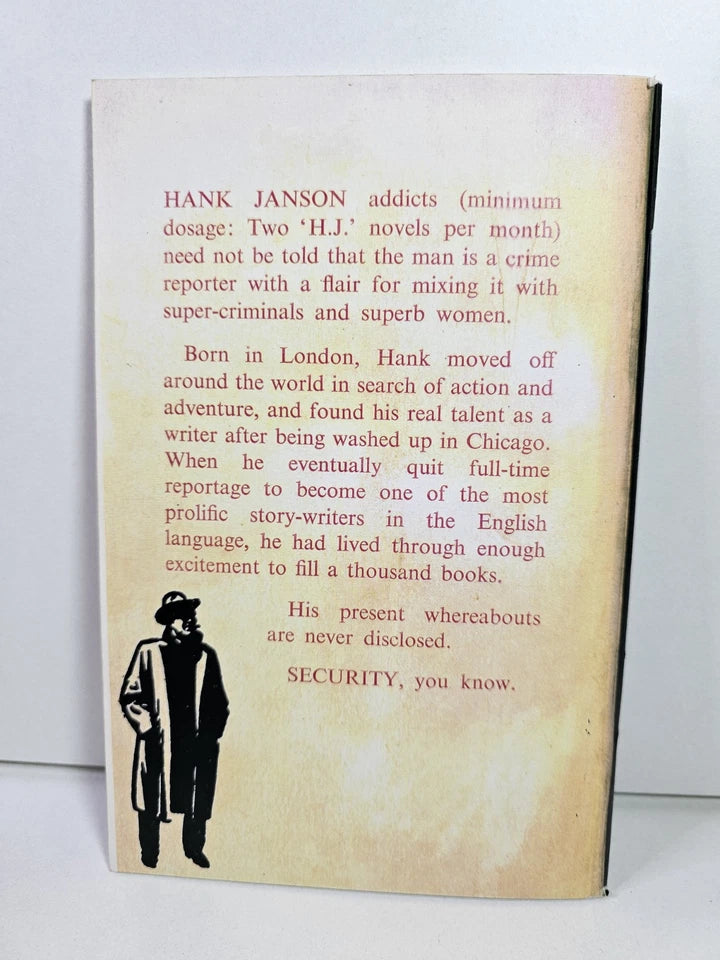 HANK JANSON addicts (minimum
dosage: Two ‘H.J.’ novels per month)
need not be told that the man is a crime
reporter with a flair for mixing it with
super-criminals and superb women.
Born in London, Hank moved off
around the world in search of action and
adventure, and found his real talent as a
writer after being washed up in Chicago.
When he eventually quit full-time
reportage to become one of the most
prolific story-writers in the English
language, he had lived through enough
excitement to fill a thousand books.
His present whereabouts
are never disclosed.
SECURITY, you know.